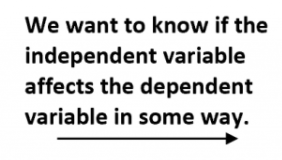 We want to know if the
independent variable
affects the dependent
variable in some way.